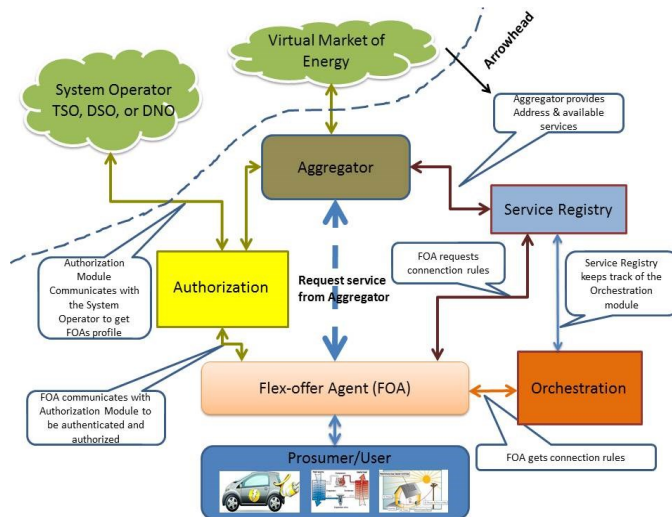 Virtual Market of
Energy
Arrowhead
System Operator
TSO, DSO, or DNO
Aggregator provides
Address & available
services
Aggregator
Service Registry
Authorization
Module
Communicates with
the System
Operator to get
FOAs profile
Authorization
Request service
from Aggregator
FOA requests
connenction rules
Service Registry
keeps track of the
Orchestration
module
FOA communicates with
Authorization Module to
be authenticated and
authorized
Flex-offer Agent (FOA)
Orchestration
FOA gets connection rules
Prosumer/User